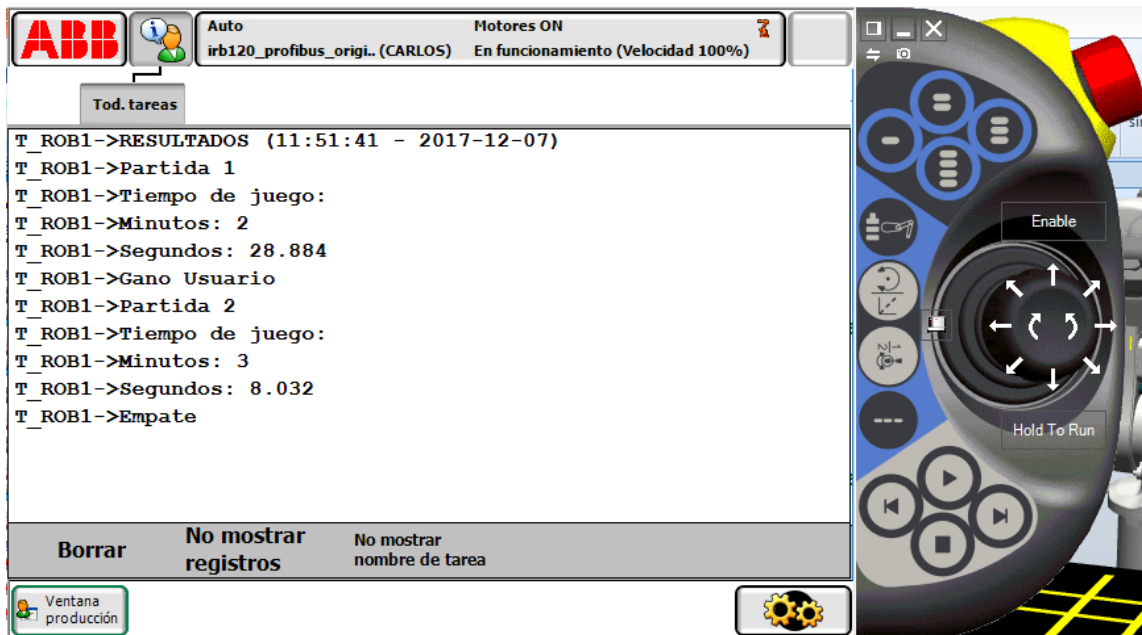 ABB
Auto
Motores ON
irb120_profibus_origi.. (CARLOS)
En funcionamiento (Velocidad 100%)
Tod. tareas
T_ROB1->RESULTADOS (11:51:41 - 2017-12-07)
T_ROB1->Partida 1
T_ROB1->Tiempo de juego:
T_ROB1->Minutos: 2
T_ROB1->Segundos: 28.884
T_ROB1->Gano Usuario
T_ROB1->Partida 2
T_ROB1->Tiempo de juego:
T_ROB1->Minutos: 3
T_ROB1->Segundos: 8.032
T_ROB1->Empate
Borrar
No mostrar
registros
No mostrar
nombre de tarea
Ventana
producción
Enable
Hold To Run